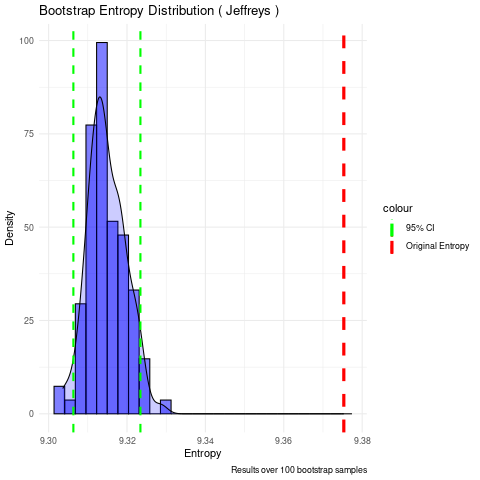 Bootstrap Entropy Distribution ( Jeffreys )
100
75
50
25
0
Density
9.30
9.32
9.34
9.36
9.38
Entropy
colour
95% CI
Original Entropy
Results over 100 bootstrap samples